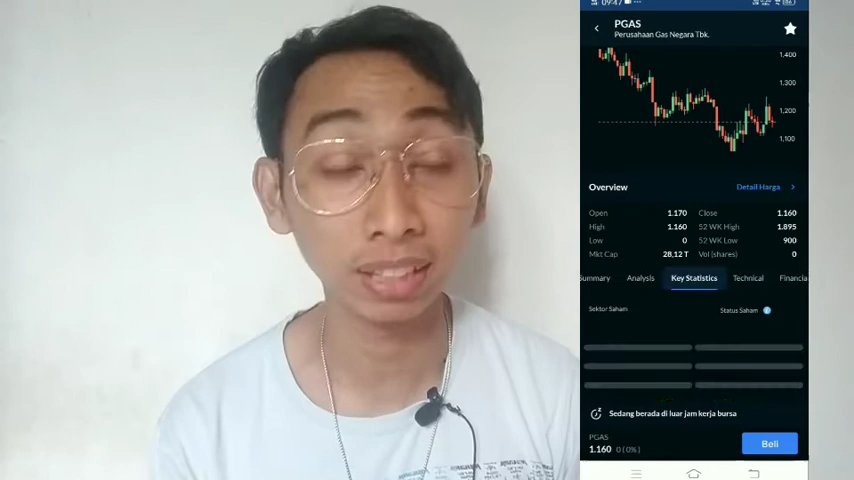 09:47
PGAS
Perusahaan Gas Negara Tbk.
1,400
1,300
1,200
1,100
Overview
Detail Harga
Open 1.170 Close 1.160
High 1.160 52 WK High 1.895
Low 0 52 WK Low 900
Mkt Cap 28,12 T Vol (shares) 0
Summary Analysis Key Statistics Technical Financia
Sektor Saham Status Saham
Sedang berada di luar jam kerja bursa
PGAS
1.160 0 (0%)
Beli